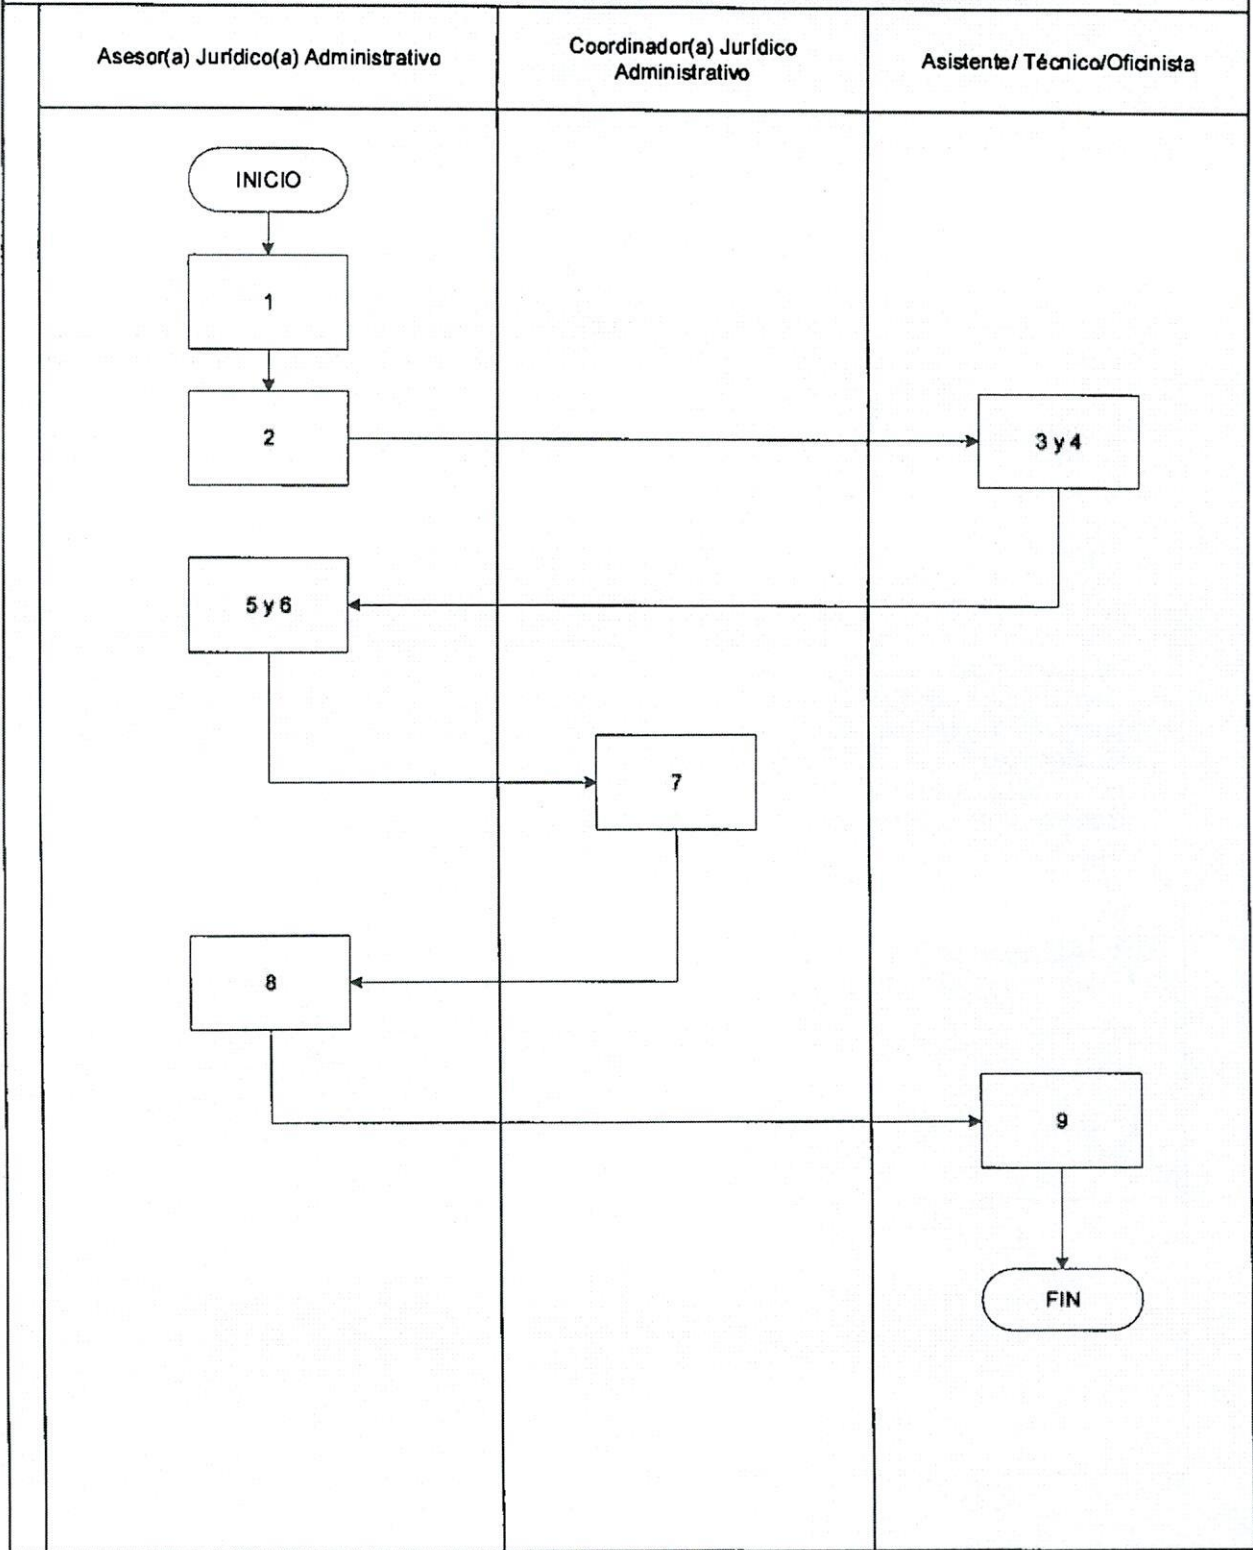 Asesor(a) Jurídico(a) Administrativo
Coordinador(a) Jurídico
Administrativo
Asistente/ Técnico/Oficinista
INICIO
1
2
3 y 4
5 y 6
7
8
9
FIN